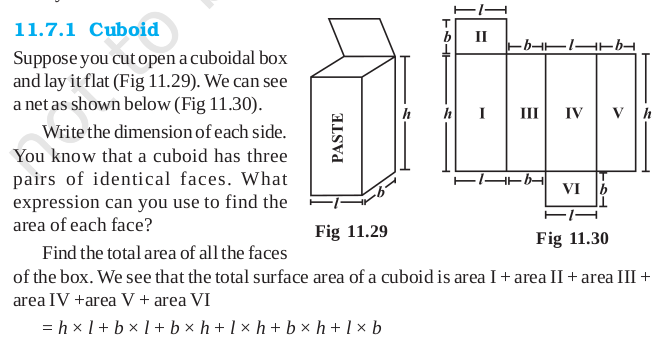 11.7.1 Cuboid
Suppose you cut open a cuboidal box
and lay it flat (Fig 11.29). We can see
a net as shown below (Fig 11.30).
Write the dimension of each side.
You know that a cuboid has three
pairs of identical faces. What
expression can you use to find the
area of each face?
Find the total area of all the faces
of the box. We see that the total surface area of a cuboid is area I + area II + area III +
area IV +area V + area VI
= h × l + b × l + b × h + l × h + b × h + l × b
PASTE
h
l
b
Fig 11.29
l
b
II
b
l
b
h
I
III
IV
V
h
l
b
VI
b
l
Fig 11.30
not to